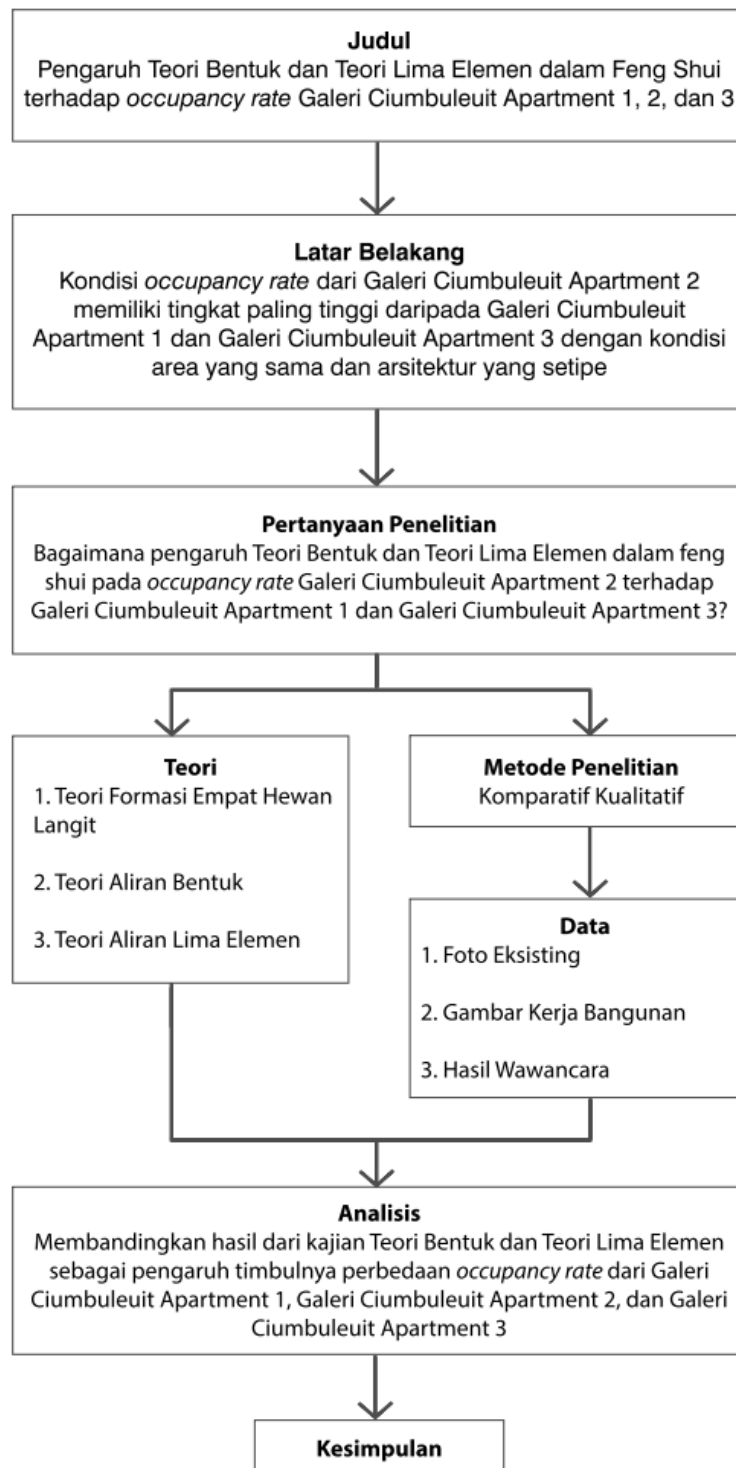 Judul
Pengaruh Teori Bentuk dan Teori Lima Elemen dalam Feng Shui
terhadap occupancy rate Galeri Ciumbuleuit Apartment 1, 2, dan 3
Latar Belakang
Kondisi occupancy rate dari Galeri Ciumbuleuit Apartment 2
memiliki tingkat paling tinggi daripada Galeri Ciumbuleuit
Apartment 1 dan Galeri Ciumbuleuit Apartment 3 dengan kondisi
area yang sama dan arsitektur yang setipe
Pertanyaan Penelitian
Bagaimana pengaruh Teori Bentuk dan Teori Lima Elemen dalam feng
shui pada occupancy rate Galeri Ciumbuleuit Apartment 2 terhadap
Galeri Ciumbuleuit Apartment 1 dan Galeri Ciumbuleuit Apartment 3?
Teori
1. Teori Formasi Empat Hewan
Langit
2. Teori Aliran Bentuk
3. Teori Aliran Lima Elemen
Metode Penelitian
Komparatif Kualitatif
Data
1. Foto Eksisting
2. Gambar Kerja Bangunan
3. Hasil Wawancara
Analisis
Membandingkan hasil dari kajian Teori Bentuk dan Teori Lima Elemen
sebagai pengaruh timbulnya perbedaan occupancy rate dari Galeri
Ciumbuleuit Apartment 1, Galeri Ciumbuleuit Apartment 2, dan Galeri
Ciumbuleuit Apartment 3
Kesimpulan